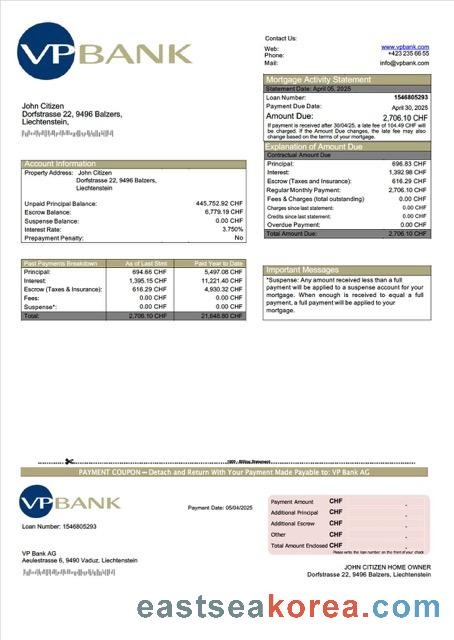 VPBANK
Contact Us:
Web: www.vpbank.com
Phone: +423 235 66 55
Mail: info@vpbank.com
John Citizen
Dorfstrasse 22, 9496 Balzers,
Liechtenstein,
Mortgage Activity Statement
Statement Date: April 05, 2025
Loan Number: 1546805293
Payment Due Date: April 30, 2025
Amount Due: 2,706.10 CHF
If payment is received after 30/04/25, a late fee of 104.49 CHF will
be charged. If the Amount Due changes, the late fee may also
change based on the terms of your mortgage.
Explanation of Amount Due
Contractual Amount Due
Principal: 696.83 CHF
Interest: 1,392.98 CHF
Escrow (Taxes and Insurance): 616.29 CHF
Regular Monthly Payment: 2,706.10 CHF
Fees & Charges (total outstanding) 0.00 CHF
Charges since last statement: 0.00 CHF
Credits since last statement: 0.00 CHF
Overdue Payment: 0.00 CHF
Total Amount Due: 2,706.10 CHF
Account Information
Property Address: John Citizen
Dorfstrasse 22, 9496 Balzers,
Liechtenstein
Unpaid Principal Balance: 445,752.92 CHF
Escrow Balance: 6,779.19 CHF
Suspense Balance: 0.00 CHF
Interest Rate: 3.750%
Prepayment Penalty: No
Past Payments Breakdown As of Last Stmt Paid Year to Date
Principal: 694.66 CHF 5,497.08 CHF
Interest: 1,395.15 CHF 11,221.40 CHF
Escrow (Taxes & Insurance): 616.29 CHF 4,930.32 CHF
Fees: 0.00 CHF 0.00 CHF
Suspense*: 0.00 CHF 0.00 CHF
Total: 2,706.10 CHF 21,648.80 CHF
Important Messages
*Suspense: Any amount received less than a full
payment will be applied to a suspense account for your
mortgage. When enough is received to equal a full
payment, a full payment will be applied to your
mortgage.
Billing Statement
PAYMENT COUPON – Detach and Return With Your Payment Made Payable to: VP Bank AG
VPBANK
Loan Number: 1546805293
Payment Date: 05/04/2025
Payment Amount CHF .
Additional Principal CHF .
Additional Escrow CHF .
Other CHF .
Total Amount Enclosed CHF .
Please write the loan number on the front of your check
VP Bank AG
Aeulestrasse 6, 9490 Vaduz, Liechtenstein
JOHN CITIZEN HOME OWNER
Dorfstrasse 22, 9496 Balzers, Liechtenstein
eastseakorea.com